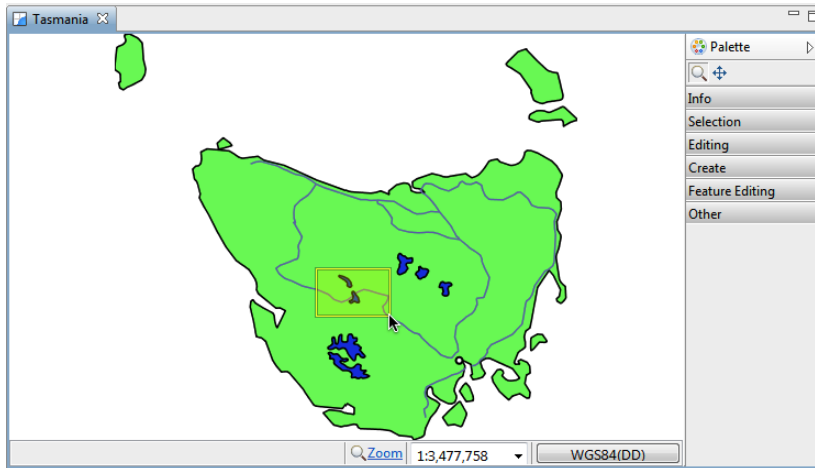 Tasmania
Palette
Info
Selection
Editing
Create
Feature Editing
Other
Zoom 1:3,477,758 WGS84(DD)